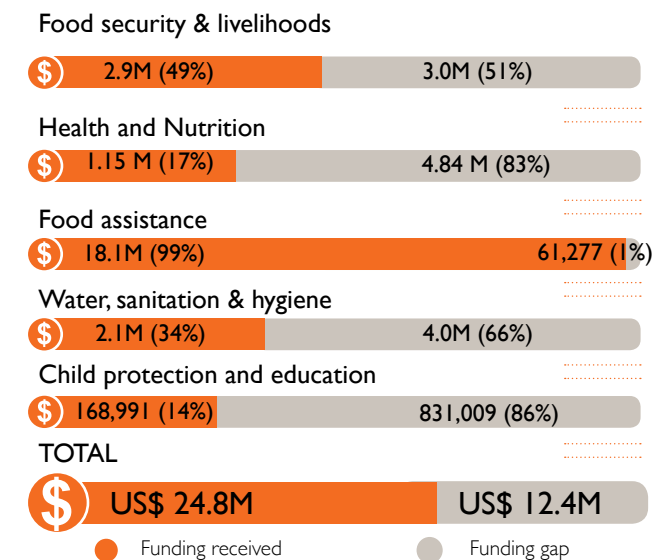 Food security & livelihoods
$ 2.9M (49%) 3.0M (51%)
Health and Nutrition
$ 1.15 M (17%) 4.84 M (83%)
Food assistance
$ 18.1M (99%) 61,277 (1%)
Water, sanitation & hygiene
$ 2.1M (34%) 4.0M (66%)
Child protection and education
$ 168,991 (14%) 831,009 (86%)
TOTAL
$ US$ 24.8M US$ 12.4M
Funding received Funding gap